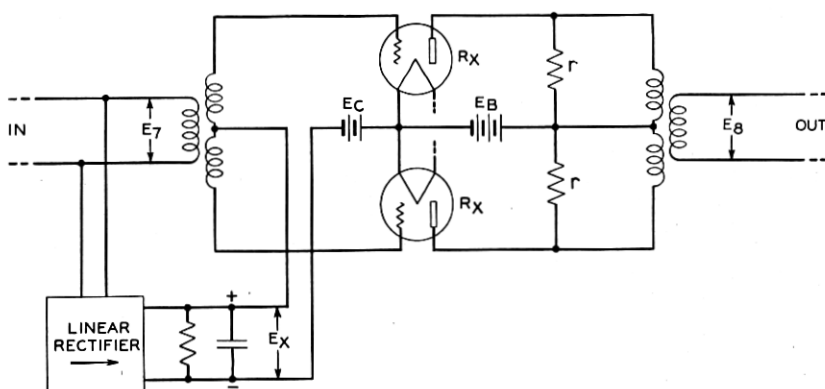 IN
E7
EC
RX
EB
r
E8
OUT
RX
r
LINEAR
RECTIFIER
+
EX
−